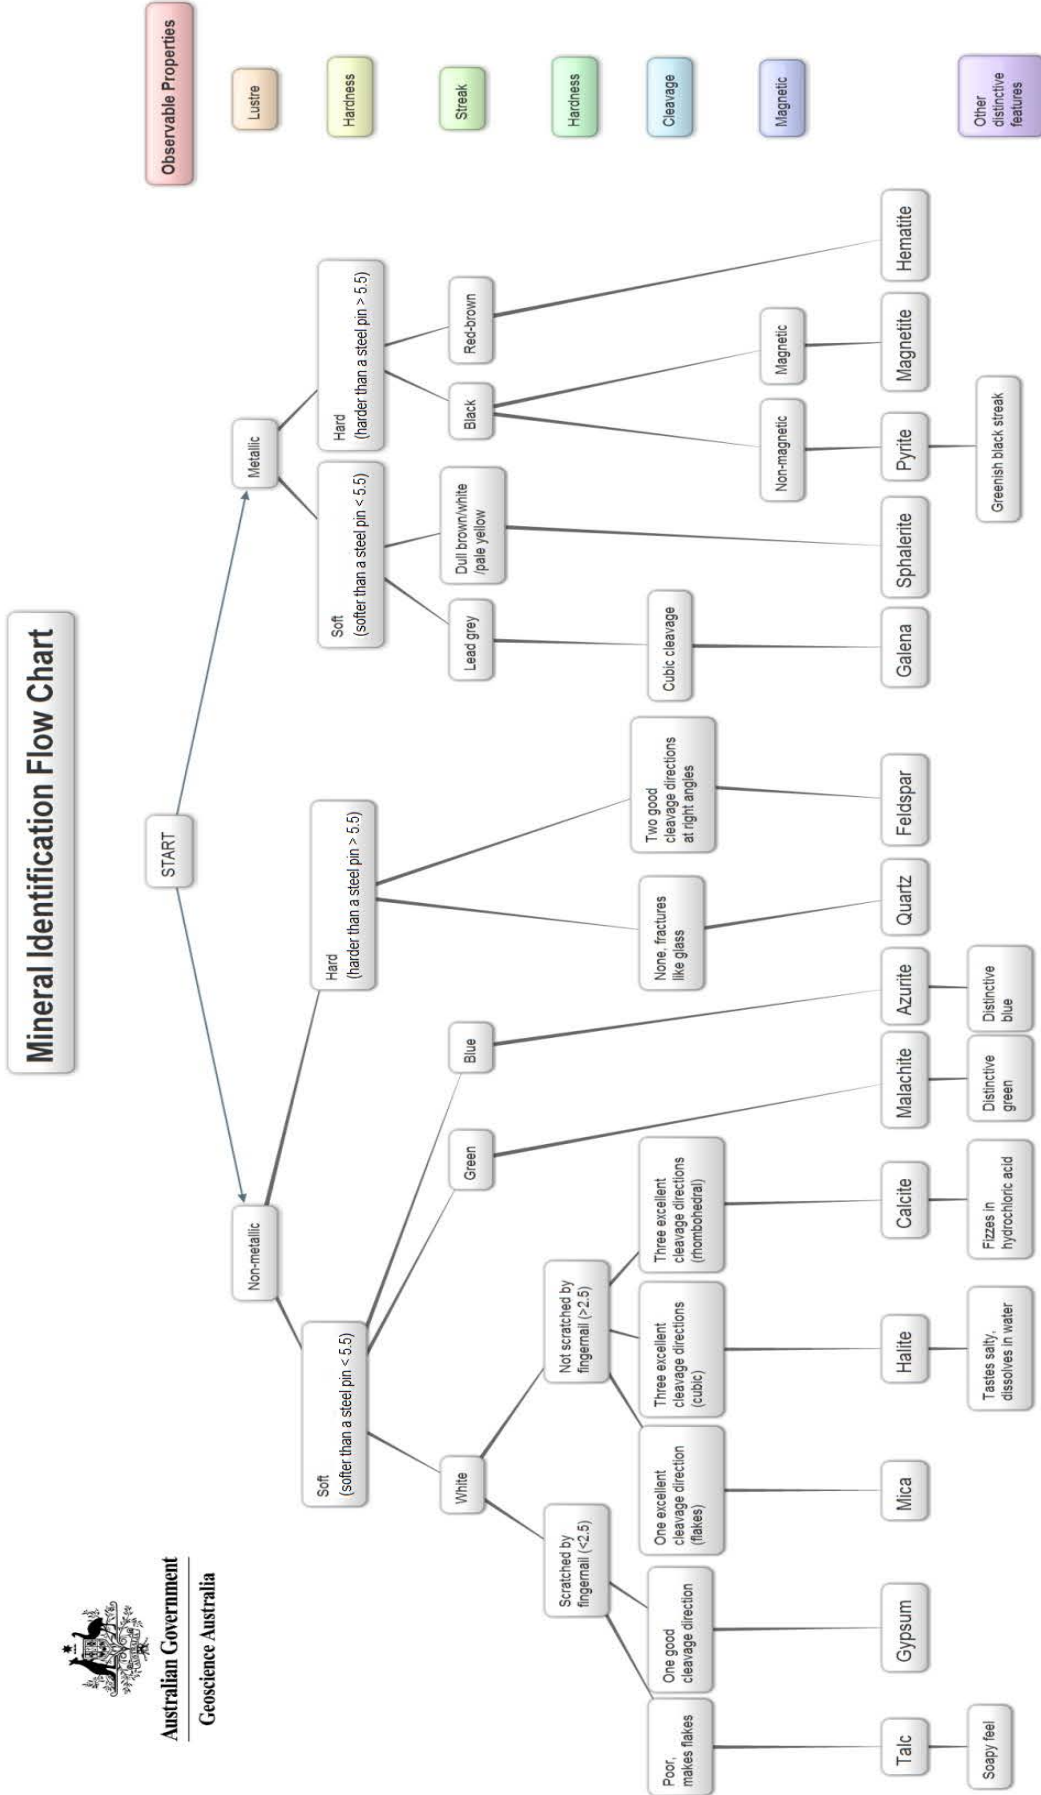 Mineral Identification Flow Chart
Australian Government
Geoscience Australia
START
Observable Properties
Non-metallic
Metallic
Lustre
Soft
(softer than a steel pin < 5.5)
Hard
(harder than a steel pin > 5.5)
Soft
(softer than a steel pin < 5.5)
Hard
(harder than a steel pin > 5.5)
Hardness
White
Green
Blue
Lead grey
Dull brown/white
/pale yellow
Black
Red-brown
Streak
Scratched by
fingernail (<2.5)
Not scratched by
fingernail (>2.5)
Hardness
Poor,
makes flakes
One good
cleavage direction
One excellent
cleavage direction
(flakes)
Three excellent
cleavage directions
(cubic)
Three excellent
cleavage directions
(rhombohedral)
None, fractures
like glass
Two good
cleavage directions
at right angles
Cubic cleavage
Cleavage
Non-magnetic
Magnetic
Magnetic
Talc
Gypsum
Mica
Halite
Calcite
Malachite
Azurite
Quartz
Feldspar
Galena
Sphalerite
Pyrite
Magnetite
Hematite
Soapy feel
Tastes salty,
dissolves in water
Fizzes in
hydrochloric acid
Distinctive
green
Distinctive
blue
Greenish black streak
Other
distinctive
features